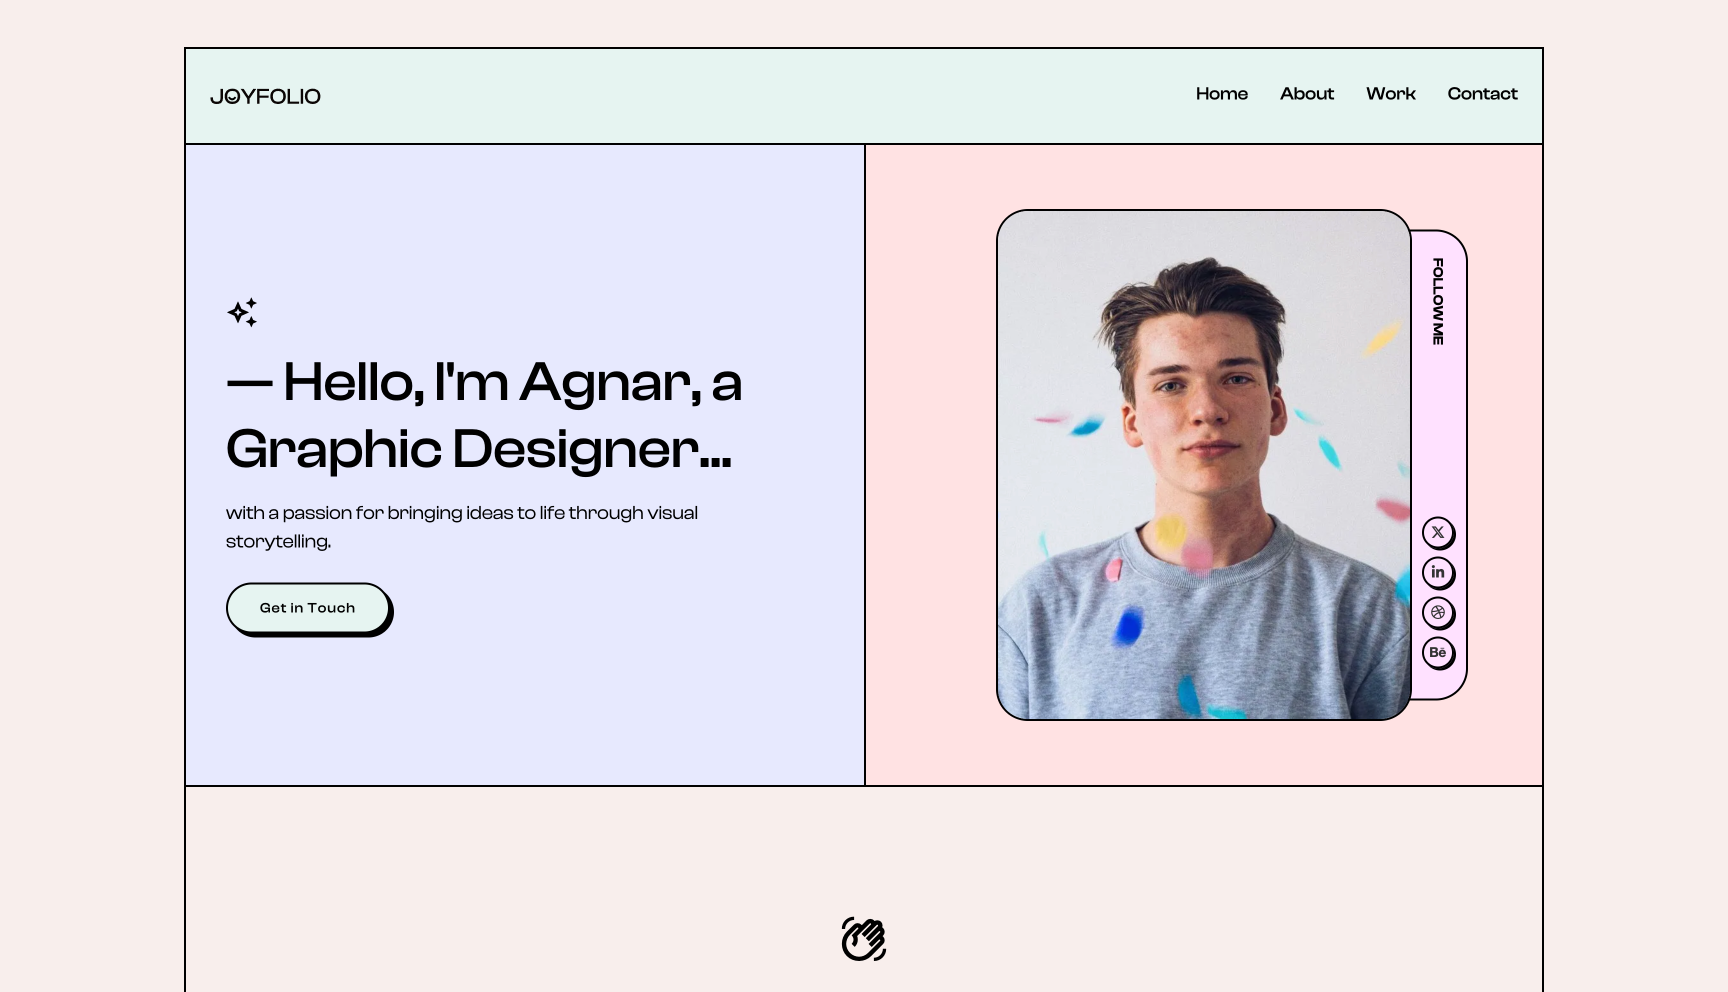 JOYFOLIO
Home About Work Contact
— Hello, I'm Agnar, a
Graphic Designer...
with a passion for bringing ideas to life through visual
storytelling.
Get in Touch
FOLLOW ME
X
in
Bē